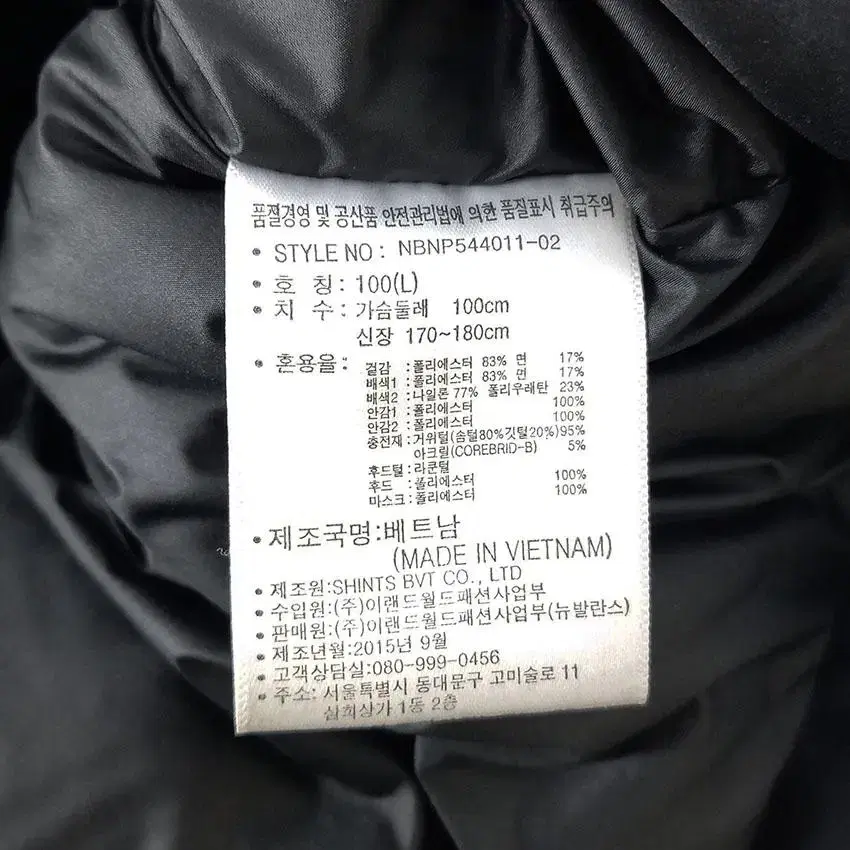 품질경영 및 공산품 안전관리법에 의한 품질표시 취급주의
• STYLE NO : NBNP544011-02
• 호 칭 : 100(L)
• 치 수 : 가슴둘레 100cm
신장 170~180cm
• 혼용율 : 겉감 : 폴리에스터 83% 면 17%
배색1 : 폴리에스터 83% 면 17%
배색2 : 나일론 77% 폴리우레탄 23%
안감1 : 폴리에스터 100%
안감2 : 폴리에스터 100%
충전재 : 거위털(솜털80%깃털20%)95%
아크릴(COREBRID-B) 5%
후드털 : 라쿤털
후드 : 폴리에스터 100%
마스크 : 폴리에스터 100%
• 제조국명:베트남
(MADE IN VIETNAM)
• 제조원:SHINTS BVT CO., LTD
• 수입원:(주)이랜드월드패션사업부
• 판매원:(주)이랜드월드패션사업부(뉴발란스)
• 제조년월:2015년 9월
• 고객상담실:080-999-0456
• 주소: 서울특별시 동대문구 고미술로 11
삼희상가 1동 2층